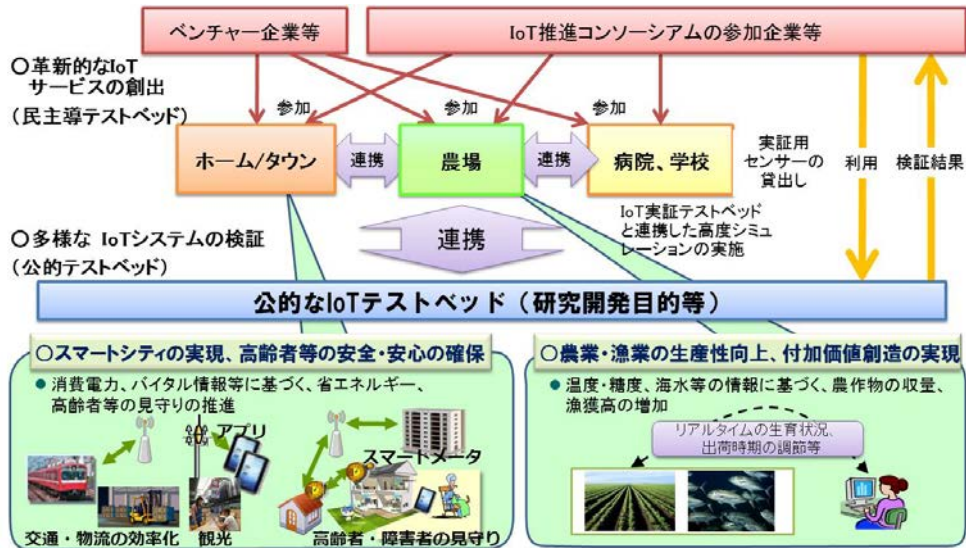 ベンチャー企業等
IoT推進コンソーシアムの参加企業等
○革新的なIoT
サービスの創出
(民主導テストベッド)
参加
参加
参加
ホーム/タウン
連携
農場
連携
病院、学校
実証用
センサーの
貸出し
利用
検証結果
IoT実証テストベッド
と連携した高度シミュ
レーションの実施
連携
○多様な IoTシステムの検証
(公的テストベッド)
公的なIoTテストベッド(研究開発目的等)
○スマートシティの実現、高齢者等の安全・安心の確保
● 消費電力、バイタル情報等に基づく、省エネルギー、
高齢者等の見守りの推進
アプリ
スマートメータ
交通・物流の効率化
観光
高齢者・障害者の見守り
○農業・漁業の生産性向上、付加価値創造の実現
● 温度・糖度、海水等の情報に基づく、農作物の収量、
漁獲高の増加
リアルタイムの生育状況、
出荷時期の調節等